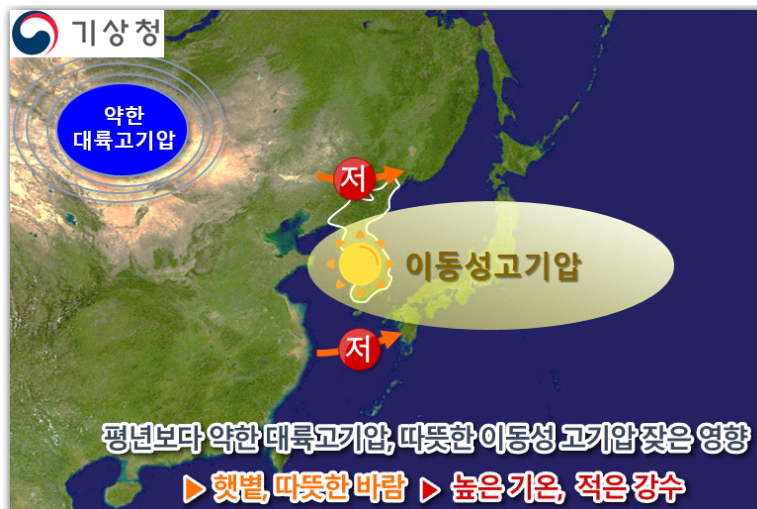 기상청
약한
대륙고기압
저
이동성고기압
저
평년보다 약한 대륙고기압, 따뜻한 이동성 고기압 잦은 영향
▶ 햇볕, 따뜻한 바람 ▶ 높은 기온, 적은 강수